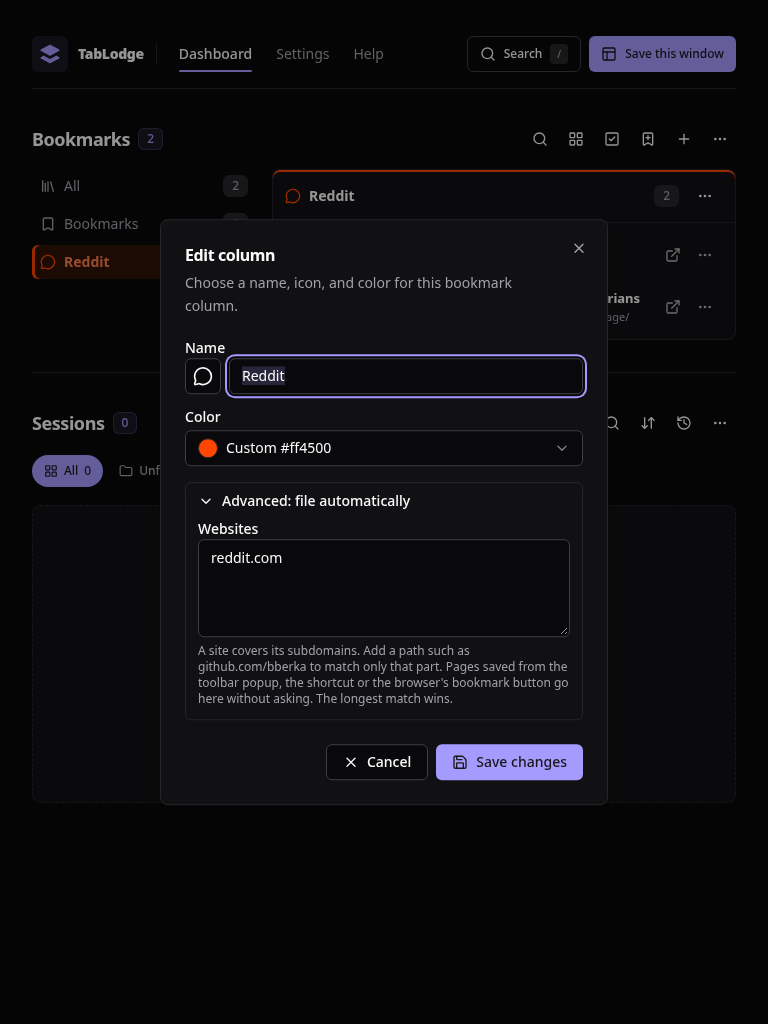 TabLodge
Dashboard
Settings
Help
Search
/
Save this window
Bookmarks
2
All
2
Bookmarks
Reddit
Reddit
2
Edit column
Choose a name, icon, and color for this bookmark
column.
rians
age/
Name
Reddit
Color
Custom #ff4500
Sessions
0
All 0
Unf
Advanced: file automatically
Websites
reddit.com
A site covers its subdomains. Add a path such as
github.com/bberka to match only that part. Pages saved from the
toolbar popup, the shortcut or the browser's bookmark button go
here without asking. The longest match wins.
Cancel
Save changes